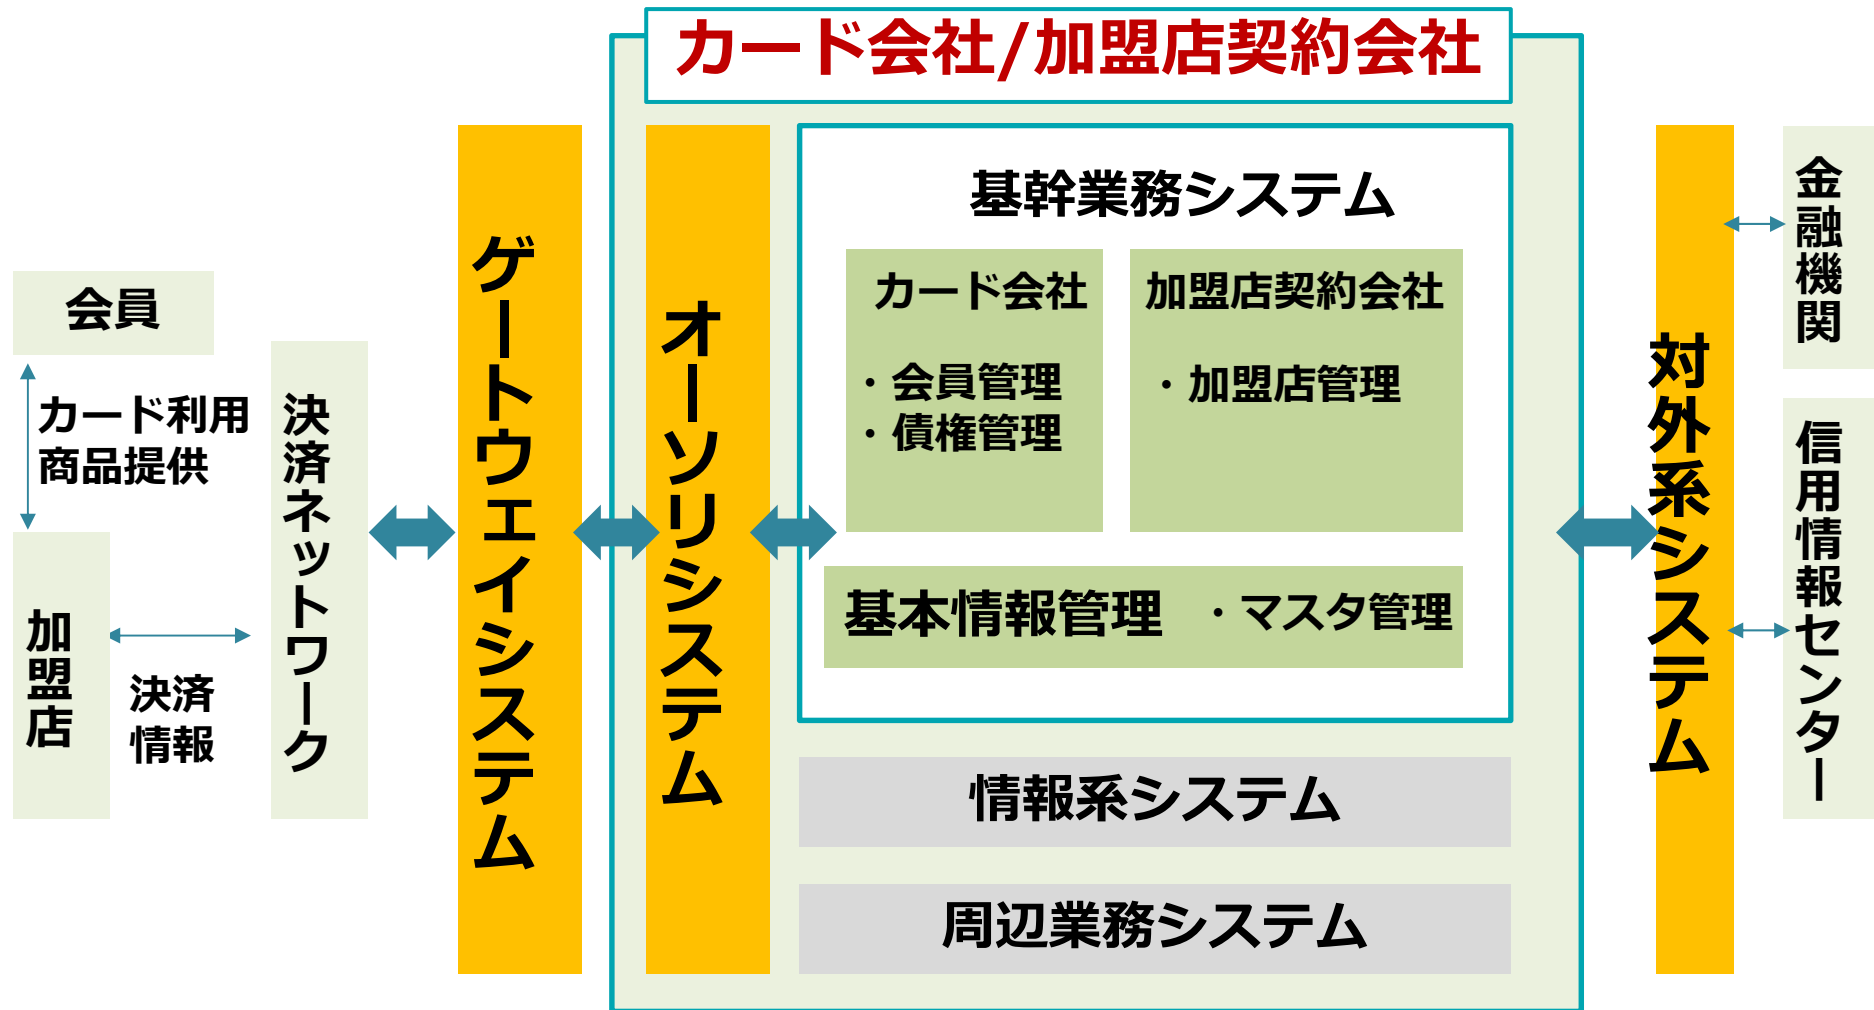 カード会社/加盟店契約会社
会員
カード利用
商品提供
加盟店
決済
情報
決済ネットワーク
ゲートウェイシステム
オーソリシステム
基幹業務システム
カード会社
・会員管理
・債権管理
加盟店契約会社
・加盟店管理
基本情報管理 ・マスタ管理
情報系システム
周辺業務システム
対外系システム
金融機関
信用情報センター